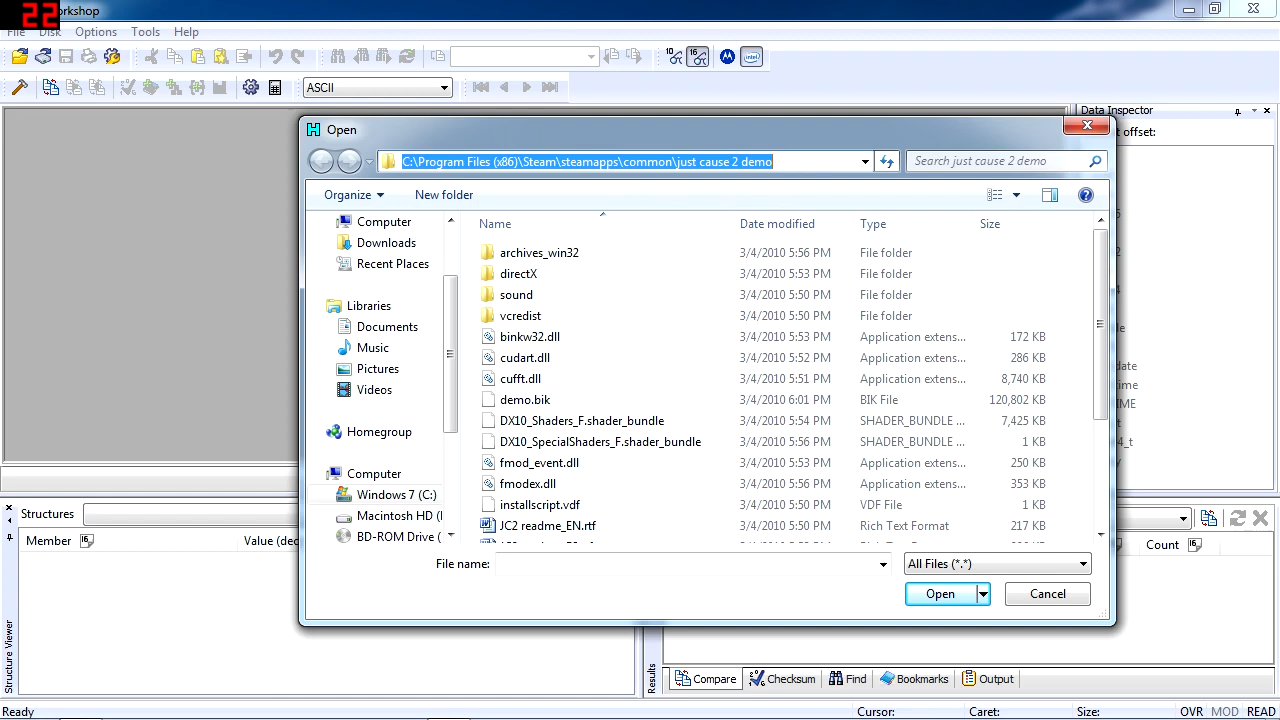 22
orkshop
File Disk Options Tools Help
ASCII
Data Inspector
t offset:
Open
C:\Program Files (x86)\Steam\steamapps\common\just cause 2 demo
Search just cause 2 demo
Organize New folder
Name Date modified Type Size
Computer
Downloads
Recent Places
Libraries
Documents
Music
Pictures
Videos
Homegroup
Computer
Windows 7 (C:)
Macintosh HD (
BD-ROM Drive (
archives_win32 3/4/2010 5:56 PM File folder
directX 3/4/2010 5:53 PM File folder
sound 3/4/2010 5:50 PM File folder
vcredist 3/4/2010 5:50 PM File folder
binkw32.dll 3/4/2010 5:53 PM Application extens... 172 KB
cudart.dll 3/4/2010 5:52 PM Application extens... 286 KB
cufft.dll 3/4/2010 5:51 PM Application extens... 8,740 KB
demo.bik 3/4/2010 6:01 PM BIK File 120,802 KB
DX10_Shaders_F.shader_bundle 3/4/2010 5:54 PM SHADER_BUNDLE ... 7,425 KB
DX10_SpecialShaders_F.shader_bundle 3/4/2010 5:56 PM SHADER_BUNDLE ... 1 KB
fmod_event.dll 3/4/2010 5:53 PM Application extens... 250 KB
fmodex.dll 3/4/2010 5:50 PM Application extens... 353 KB
installscript.vdf 3/4/2010 5:50 PM VDF File 1 KB
JC2 readme_EN.rtf 3/4/2010 5:50 PM Rich Text Format 217 KB
File name:
All Files (*.*)
Open Cancel
date
time
IME
4_t
Structures
Member Value (dec
Count
Structure Viewer
Results
Compare Checksum Find Bookmarks Output
Ready Cursor: Caret: Size: OVR MOD READ